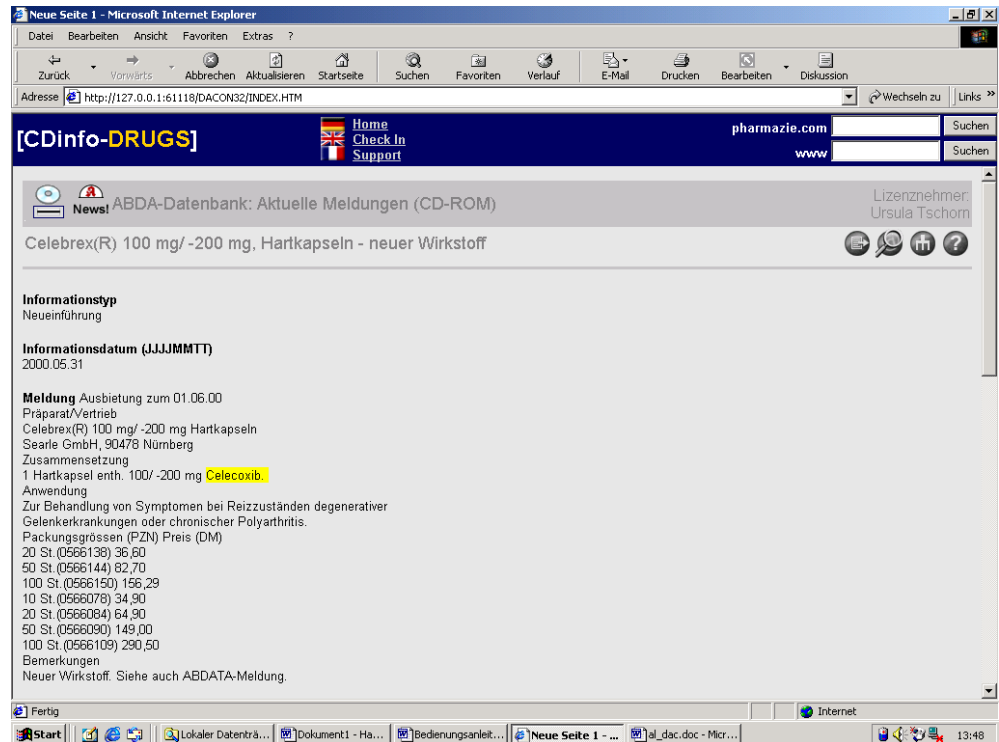 Neue Seite 1 - Microsoft Internet Explorer
Datei Bearbeiten Ansicht Favoriten Extras ?
Zurück Vorwärts Abbrechen Aktualisieren Startseite Suchen Favoriten Verlauf E-Mail Drucken Bearbeiten Diskussion
Adresse http://127.0.0.1:61118/DACON32/INDEX.HTM Wechseln zu Links »
[CDinfo-DRUGS]
Home
Check In
Support
pharmazie.com Suchen
www Suchen
News! ABDA-Datenbank: Aktuelle Meldungen (CD-ROM)
Lizenznehmer:
Ursula Tschorn
Celebrex(R) 100 mg/ -200 mg, Hartkapseln - neuer Wirkstoff
Informationstyp
Neueinführung
Informationsdatum (JJJJMMTT)
2000.05.31
Meldung Ausbietung zum 01.06.00
Präparat/Vertrieb
Celebrex(R) 100 mg/ -200 mg Hartkapseln
Searle GmbH, 90478 Nürnberg
Zusammensetzung
1 Hartkapsel enth. 100/ -200 mg Celecoxib.
Anwendung
Zur Behandlung von Symptomen bei Reizzuständen degenerativer
Gelenkerkrankungen oder chronischer Polyarthritis.
Packungsgrössen (PZN) Preis (DM)
20 St.(0566138) 36,60
50 St.(0566144) 82,70
100 St.(0566150) 156,29
10 St.(0566078) 34,90
20 St.(0566084) 64,90
50 St.(0566090) 149,00
100 St.(0566109) 290,50
Bemerkungen
Neuer Wirkstoff. Siehe auch ABDATA-Meldung.
Fertig Internet
Start Lokaler Datenträ... Dokument1 - Ha... Bedienungsanleit... Neue Seite 1 - ... al_dac.doc - Micr... 13:48